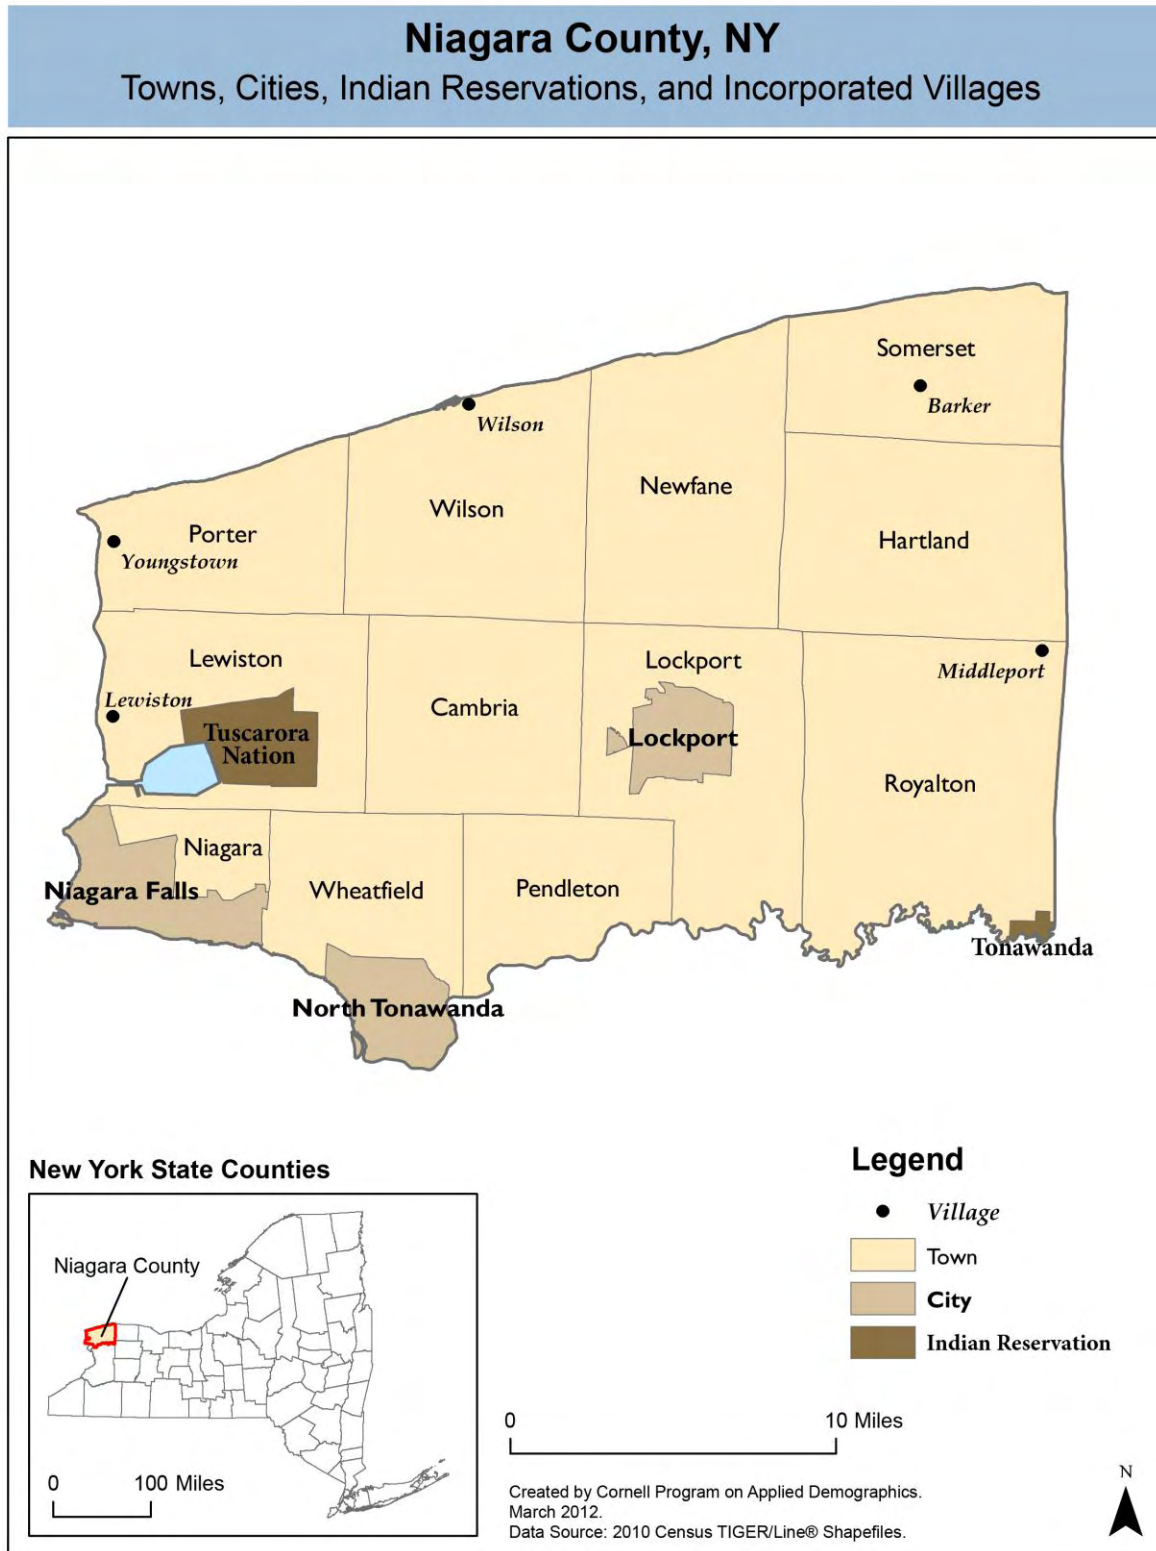 Niagara County, NY
Towns, Cities, Indian Reservations, and Incorporated Villages
Somerset
Barker
Wilson
Newfane
Wilson
Porter
Hartland
Youngstown
Lewiston
Lockport
Middleport
Lewiston
Cambria
Tuscarora
Nation
Lockport
Royalton
Niagara
Niagara Falls
Wheatfield
Pendleton
Tonawanda
North Tonawanda
New York State Counties
Niagara County
0 100 Miles
Legend
Village
Town
City
Indian Reservation
0 10 Miles
Created by Cornell Program on Applied Demographics.
March 2012.
Data Source: 2010 Census TIGER/Line® Shapefiles.
N